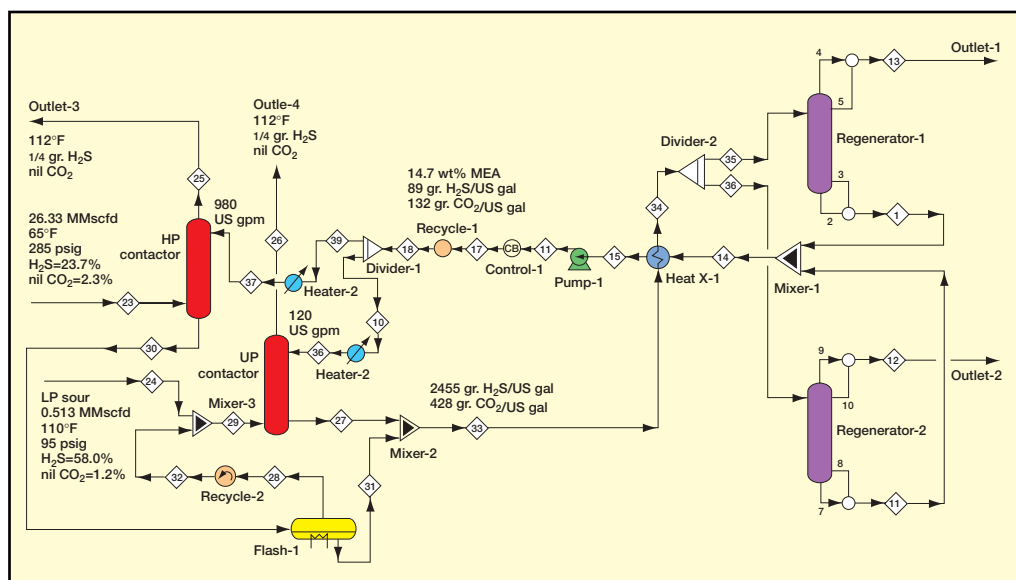 Outlet-3
112°F
1/4 gr. H₂S
nil CO₂
25
26.33 MMscfd
65°F
285 psig
H₂S=23.7%
nil CO₂=2.3%
23
HP
contactor
980
US gpm
30
24
LP sour
0.513 MMscfd
110°F
95 psig
H₂S=58.0%
nil CO₂=1.2%
Mixer-3
29
32
Recycle-2
28
Flash-1
31
Outle-4
112°F
1/4 gr. H₂S
nil CO₂
26
37
Heater-2
39
Divider-1
10
120
US gpm
36
Heater-2
UP
contactor
27
Mixer-2
33
2455 gr. H₂S/US gal
428 gr. CO₂/US gal
14.7 wt% MEA
89 gr. H₂S/US gal
132 gr. CO₂/US gal
18
Recycle-1
17
CB
Control-1
11
Pump-1
15
Heat X-1
34
Divider-2
35
36
14
Mixer-1
4
5
13
Outlet-1
Regenerator-1
3
2
1
9
10
12
Outlet-2
Regenerator-2
8
7
11